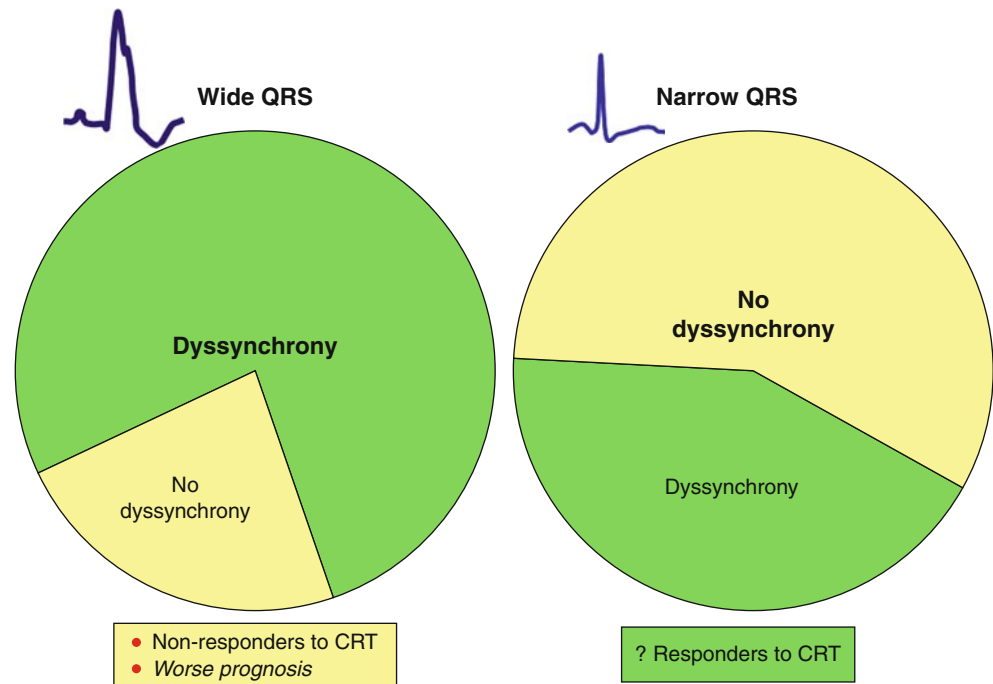 Wide QRS
Narrow QRS
Dyssynchrony
No
dyssynchrony
No
dyssynchrony
Dyssynchrony
• Non-responders to CRT
• Worse prognosis
? Responders to CRT